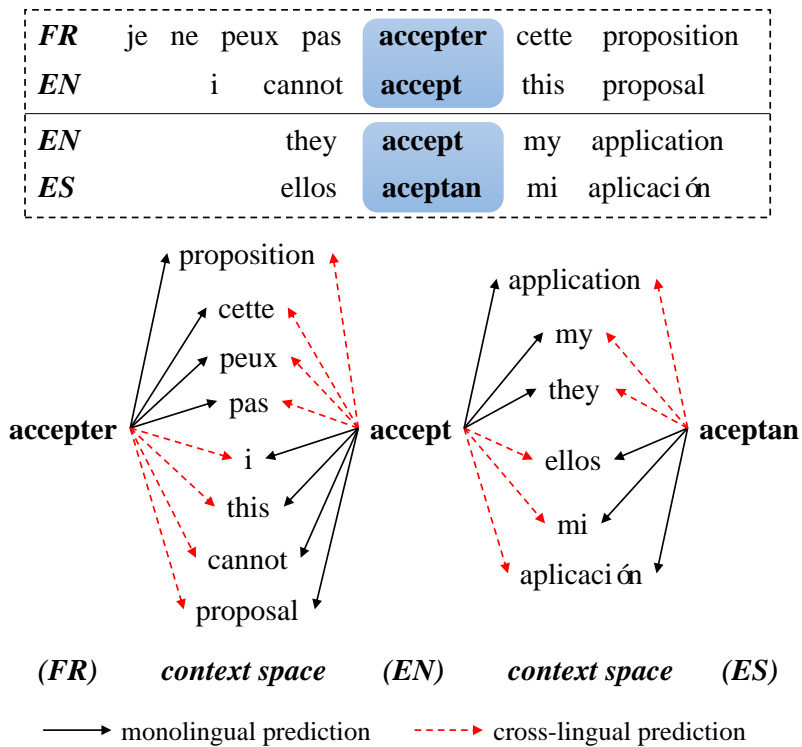 FR je ne peux pas accepter cette proposition
EN i cannot accept this proposal
EN they accept my application
ES ellos aceptan mi aplicación
proposition
application
cette
my
peux
they
pas
accepter
accept
aceptan
i
ellos
this
mi
cannot
aplicación
proposal
(FR) context space (EN) context space (ES)
monolingual prediction cross-lingual prediction